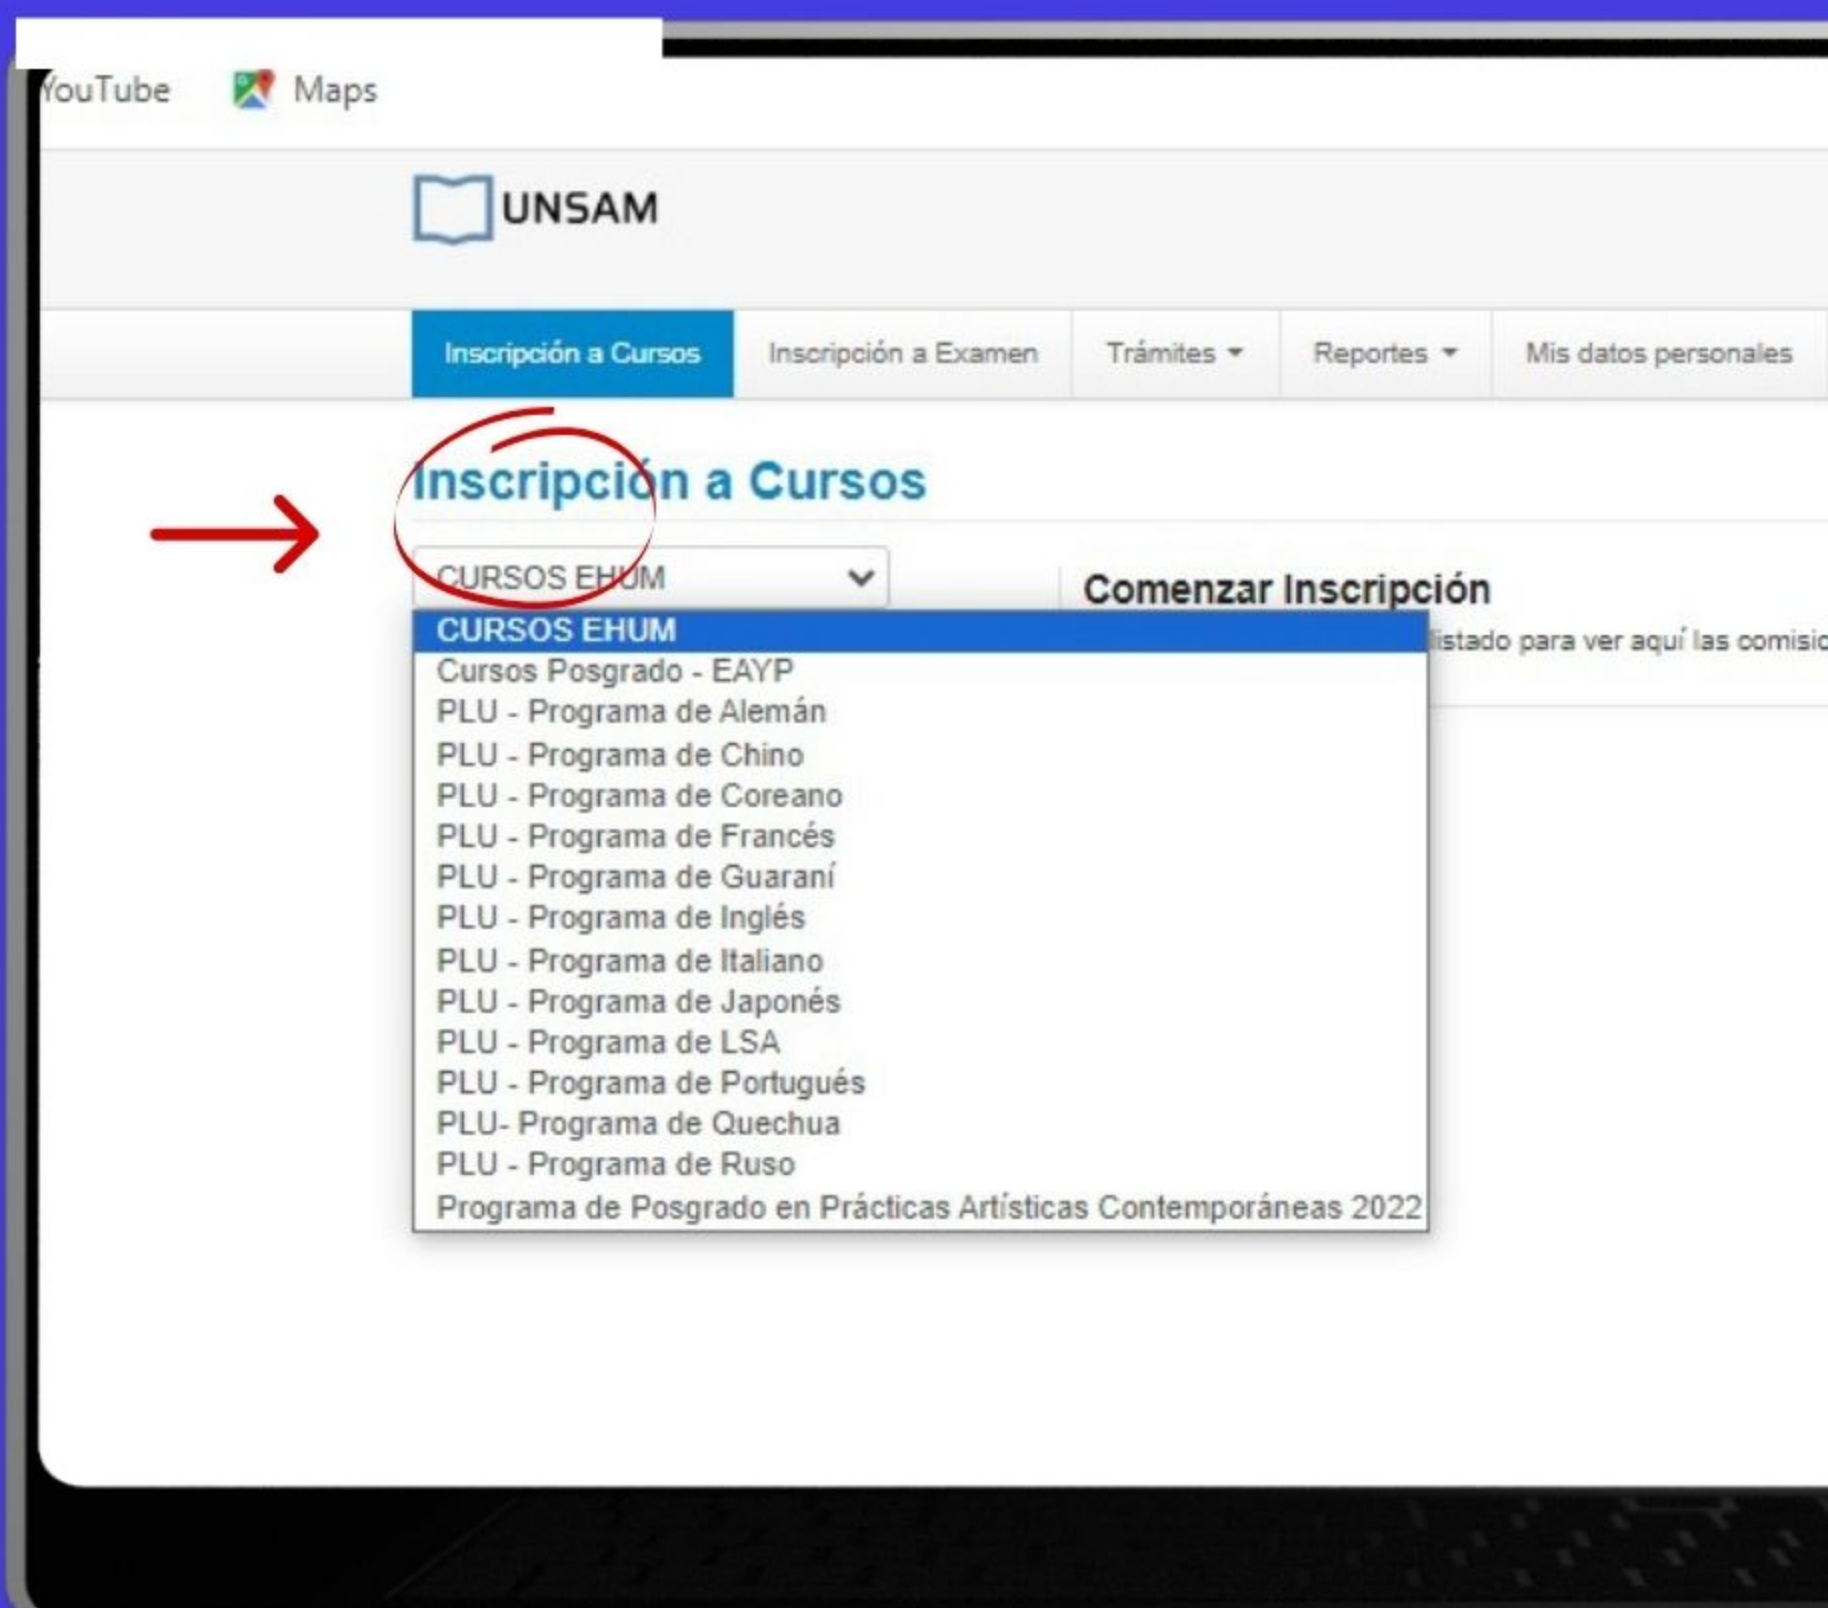 YouTube Maps
UNSAM
Inscripción a Cursos Inscripción a Examen Trámites Reportes Mis datos personales
Inscripción a Cursos
CURSOS EHUM
Comenzar Inscripción
listado para ver aquí las
CURSOS EHUM
Cursos Posgrado - EAYP
PLU - Programa de Alemán
PLU - Programa de Chino
PLU - Programa de Coreano
PLU - Programa de Francés
PLU - Programa de Guaraní
PLU - Programa de Inglés
PLU - Programa de Italiano
PLU - Programa de Japonés
PLU - Programa de LSA
PLU - Programa de Portugués
PLU- Programa de Quechua
PLU - Programa de Ruso
Programa de Posgrado en Prácticas Artísticas Contemporáneas 2022